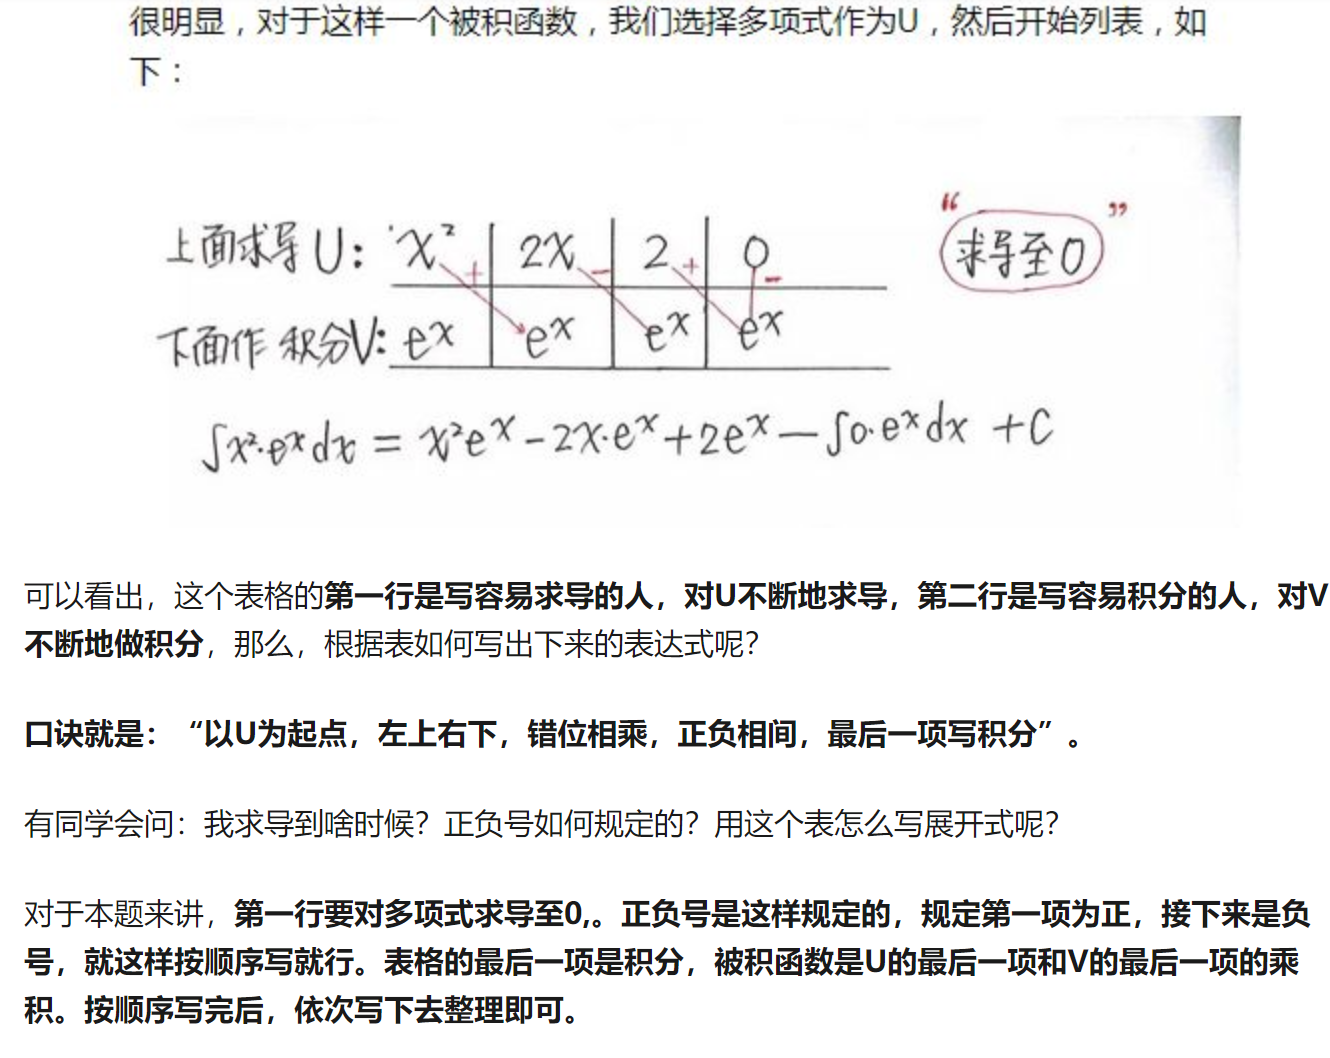 很明显，对于这样一个被积函数，我们选择多项式作为U，然后开始列表，如
下：
“求导至0”
上面求导U: x² + 2x - 2 + 0 -
下面作积分V: eˣ eˣ eˣ eˣ
∫x²·eˣdx = x²eˣ-2x·eˣ+2eˣ—∫0·eˣdx +C
可以看出，这个表格的第一行是写容易求导的人，对U不断地求导，第二行是写容易积分的人，对V
不断地做积分，那么，根据表如何写出下来的表达式呢？
口诀就是：“以U为起点，左上右下，错位相乘，正负相间，最后一项写积分”。
有同学会问：我求导到啥时候？正负号如何规定的？用这个表怎么写展开式呢？
对于本题来讲，第一行要对多项式求导至0,。正负号是这样规定的，规定第一项为正，接下来是负
号，就这样按顺序写就行。表格的最后一项是积分，被积函数是U的最后一项和V的最后一项的乘
积。按顺序写完后，依次写下去整理即可。